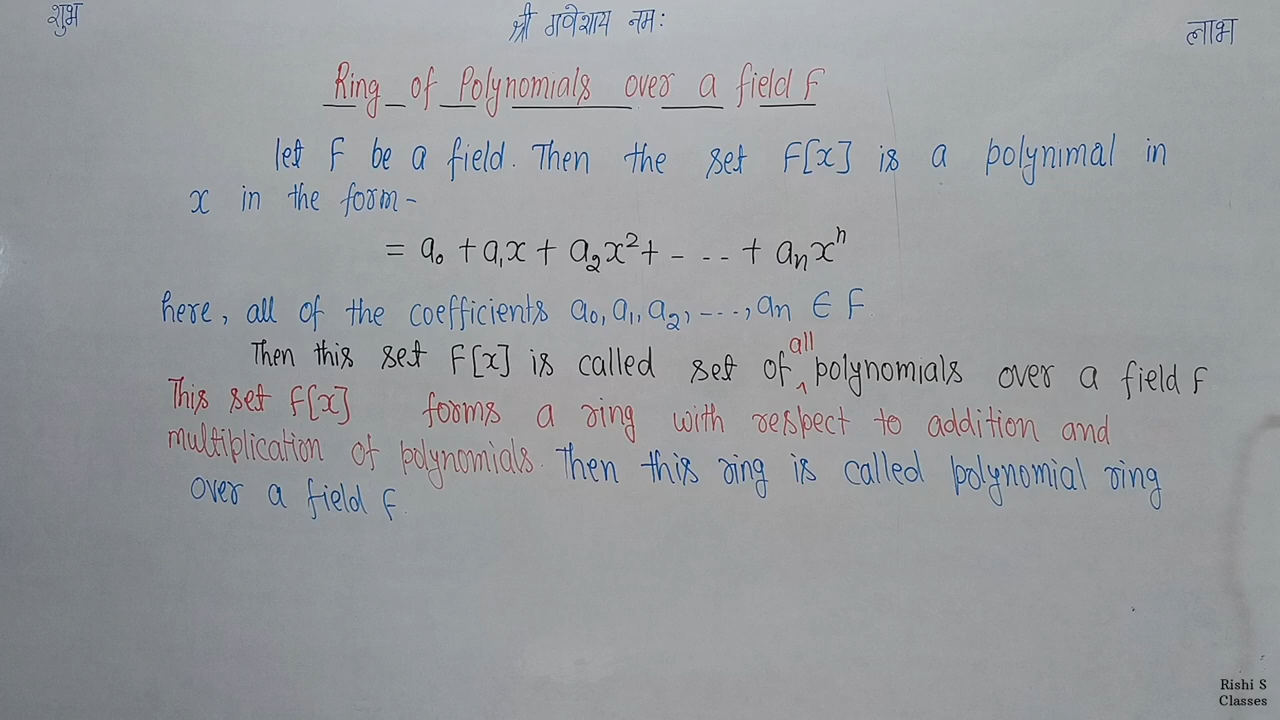 शुभ श्री गणेशाय नमः लाभ
Ring of Polynomials over a field F
let F be a field. Then the set F[x] is a polynimal in
x in the form-
= a₀ + a₁x + a₂x² + - - - - + aₙxⁿ
here, all of the coefficients a₀, a₁, a₂, - - - -, aₙ ∈ F
Then this set F[x] is called set of all polynomials over a field F
This set F[x] forms a ring with respect to addition and
multiplication of polynomials. Then this ring is called polynomial ring
over a field F.
Rishi S
Classes